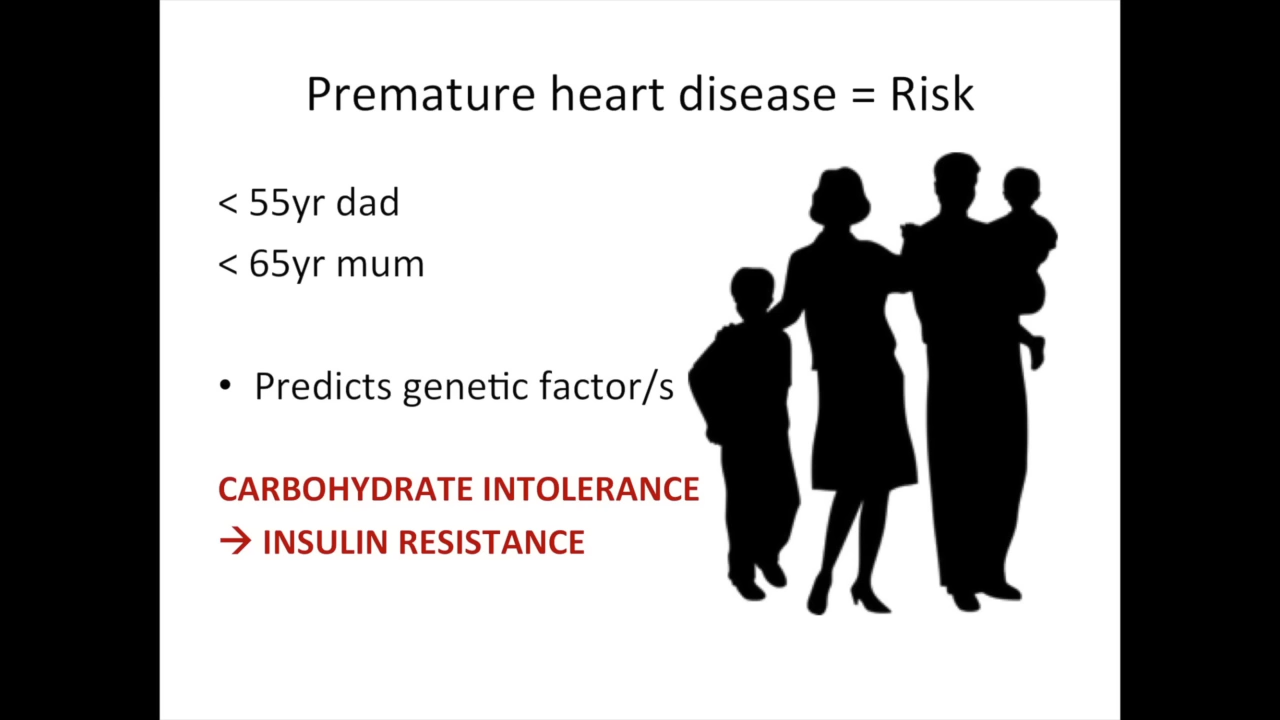 Premature heart disease = Risk
< 55yr dad
< 65yr mum
• Predicts genetic factor/s
CARBOHYDRATE INTOLERANCE
→ INSULIN RESISTANCE